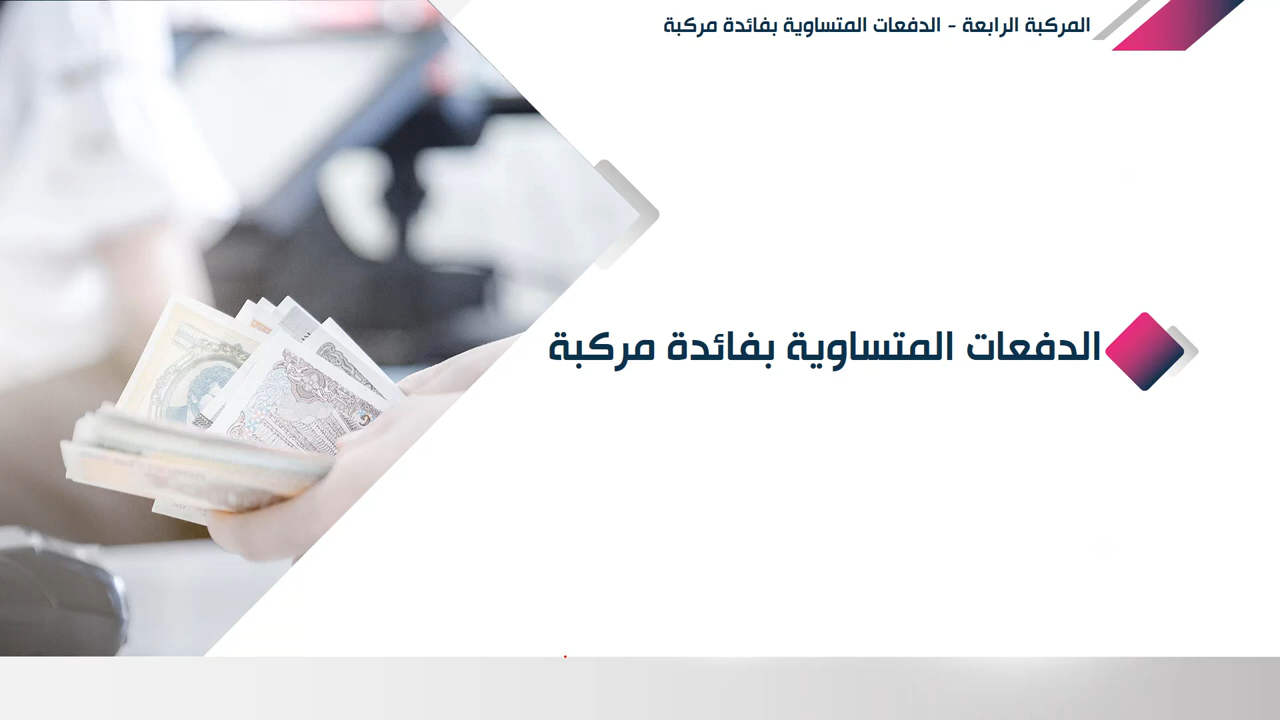 المركبة الرابعة - الدفعات المتساوية بفائدة مركبة
الدفعات المتساوية بفائدة مركبة